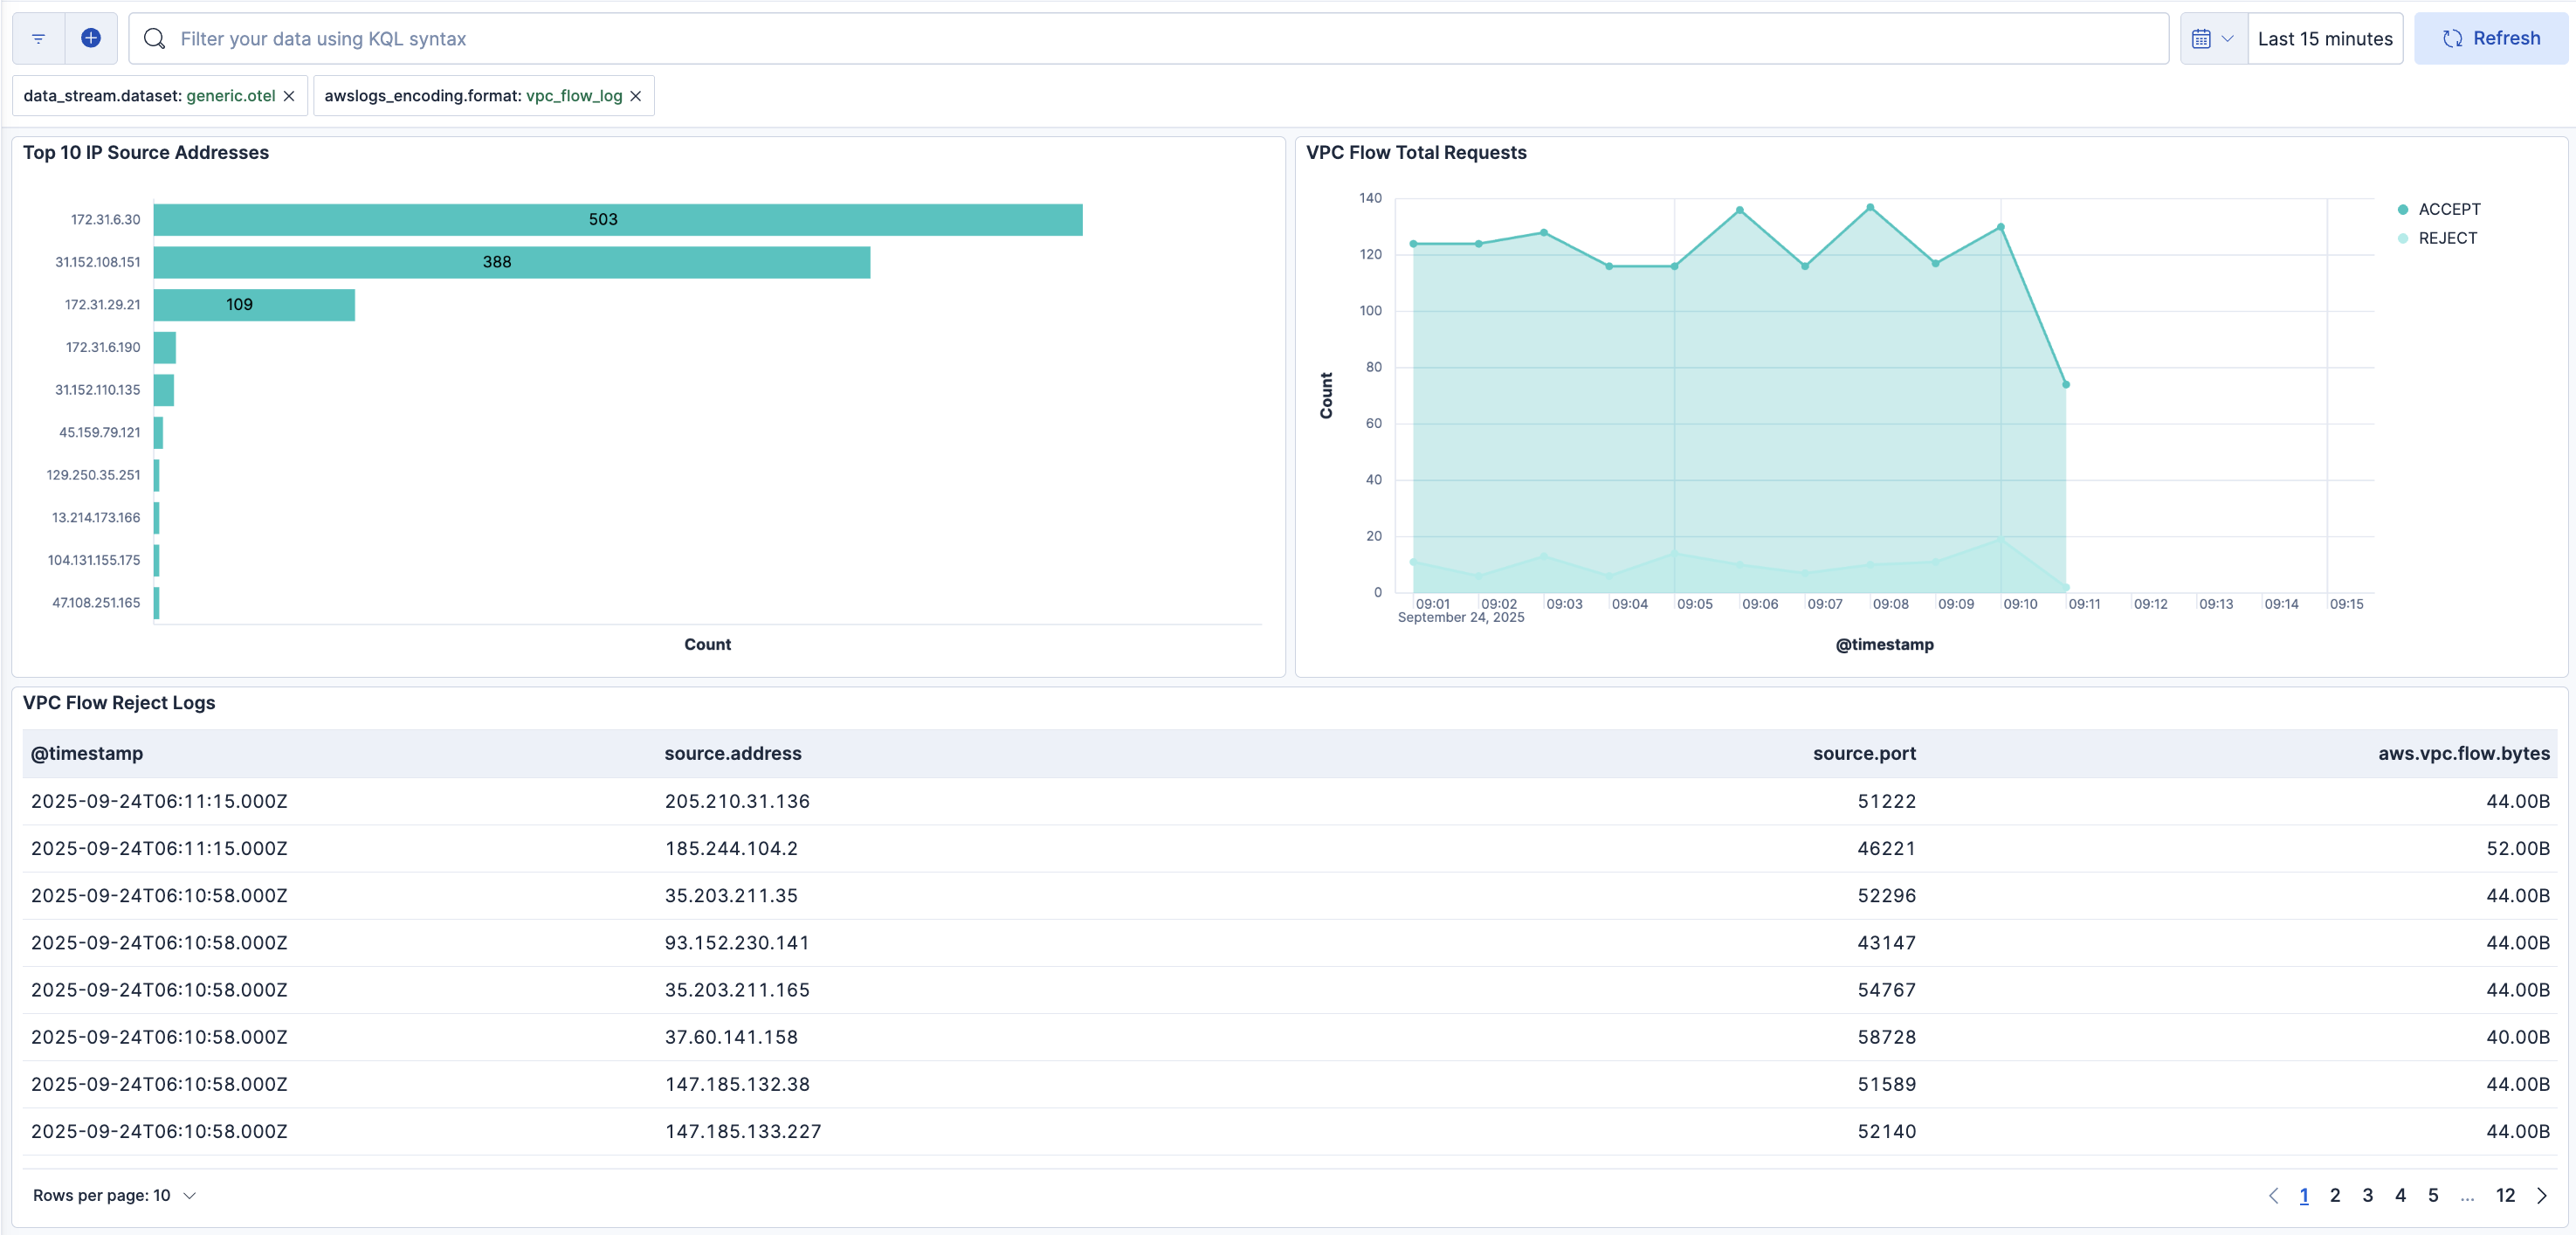 Filter your data using KQL syntax
Last 15 minutes
Refresh
data_stream.dataset: generic.otel
awslogs_encoding.format: vpc_flow_log
Top 10 IP Source Addresses
172.31.6.30 503
31.152.108.151 388
172.31.29.21 109
172.31.6.190
31.152.110.135
45.159.79.121
129.250.35.251
13.214.173.166
104.131.155.175
47.108.251.165
Count
VPC Flow Total Requests
140
120
100
80
60
40
20
0
Count
09:01 09:02 09:03 09:04 09:05 09:06 09:07 09:08 09:09 09:10 09:11 09:12 09:13 09:14 09:15
September 24, 2025
@timestamp
ACCEPT
REJECT
VPC Flow Reject Logs
@timestamp source.address source.port aws.vpc.flow.bytes
2025-09-24T06:11:15.000Z 205.210.31.136 51222 44.00B
2025-09-24T06:11:15.000Z 185.244.104.2 46221 52.00B
2025-09-24T06:10:58.000Z 35.203.211.35 52296 44.00B
2025-09-24T06:10:58.000Z 93.152.230.141 43147 44.00B
2025-09-24T06:10:58.000Z 35.203.211.165 54767 44.00B
2025-09-24T06:10:58.000Z 37.60.141.158 58728 40.00B
2025-09-24T06:10:58.000Z 147.185.132.38 51589 44.00B
2025-09-24T06:10:58.000Z 147.185.133.227 52140 44.00B
Rows per page: 10
1 2 3 4 5 ... 12